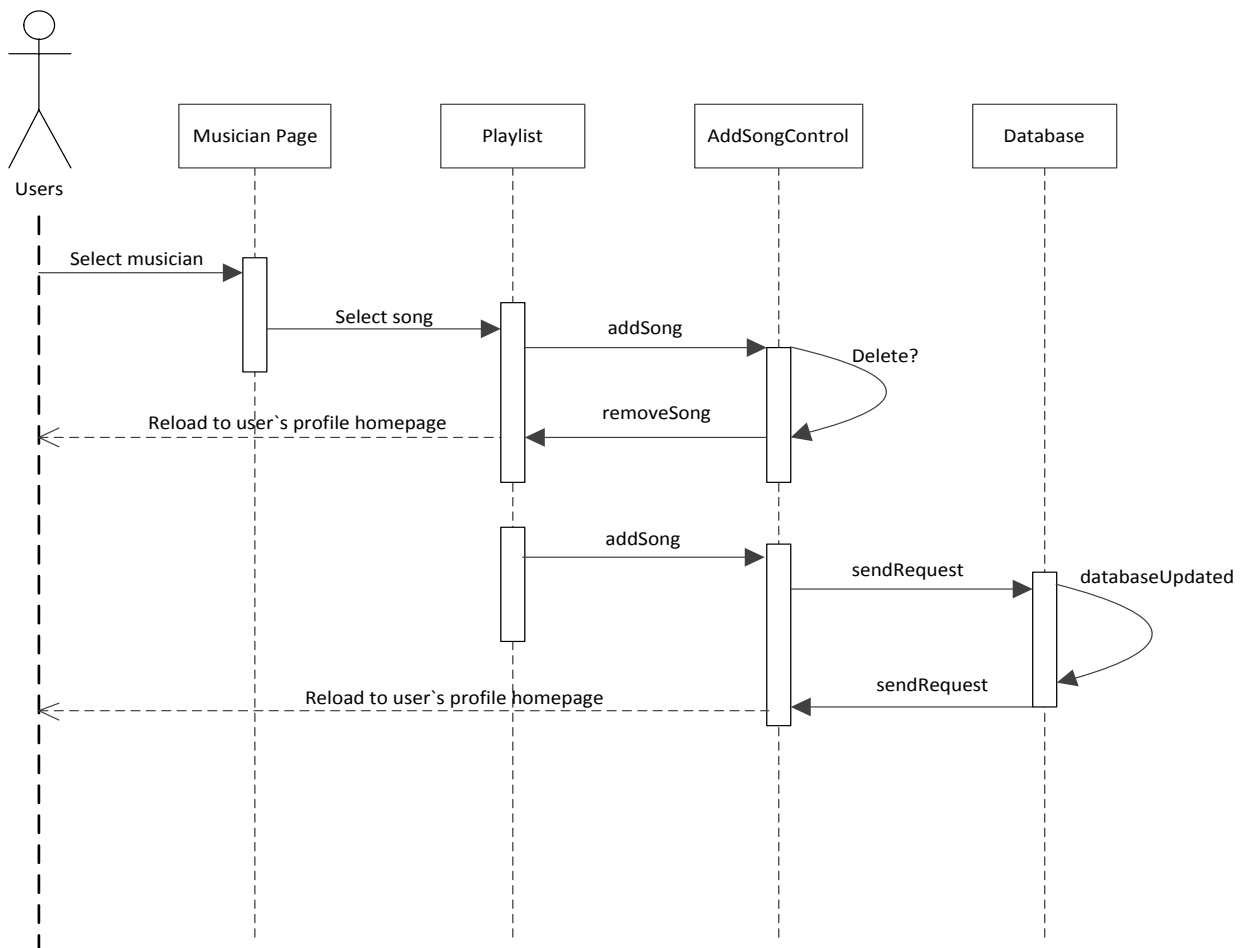 Musician Page
Playlist
AddSongControl
Database
Users
Select musician
Select song
addSong
Delete?
removeSong
Reload to user`s profile homepage
addSong
sendRequest
databaseUpdated
sendRequest
Reload to user`s profile homepage